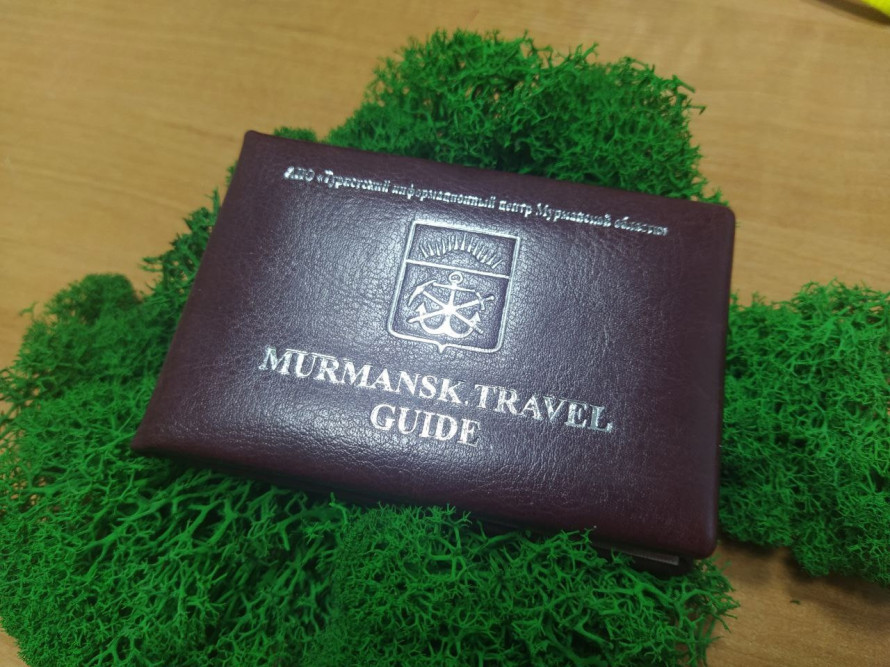 АНО «Туристский информационный центр Мурманской области»
MURMANSK.TRAVEL
GUIDE